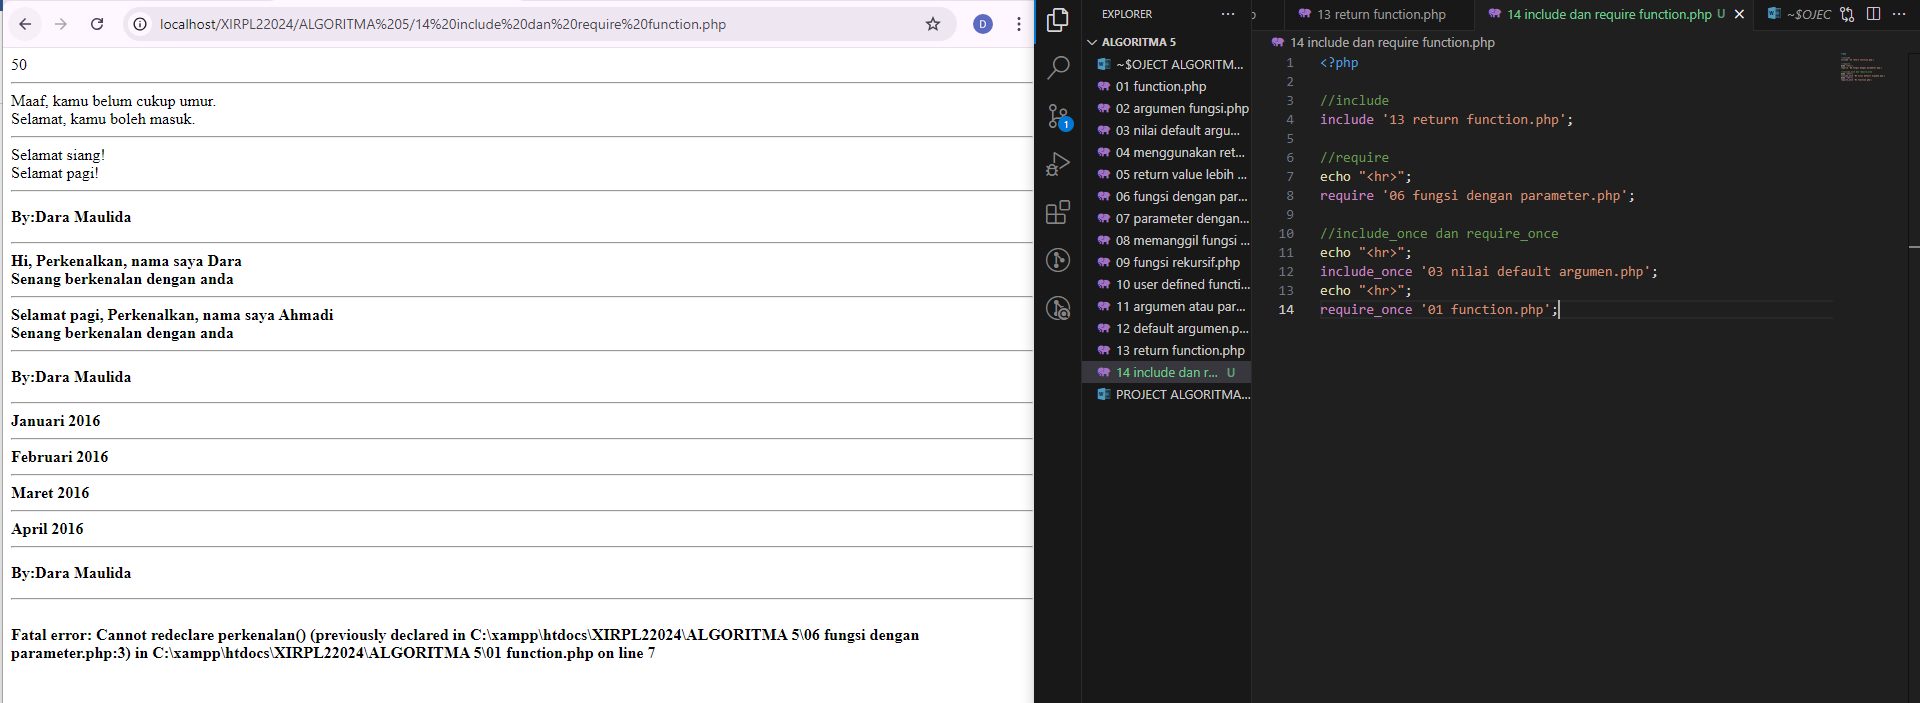 localhost/XIRPL22024/ALGORITMA%205/14%20include%20dan%20require%20function.php
D
50
Maaf, kamu belum cukup umur.
Selamat, kamu boleh masuk.
Selamat siang!
Selamat pagi!
By:Dara Maulida
Hi, Perkenalkan, nama saya Dara
Senang berkenalan dengan anda
Selamat pagi, Perkenalkan, nama saya Ahmadi
Senang berkenalan dengan anda
By:Dara Maulida
Januari 2016
Februari 2016
Maret 2016
April 2016
By:Dara Maulida
Fatal error: Cannot redeclare perkenalan() (previously declared in C:\xampp\htdocs\XIRPL22024\ALGORITMA 5\06 fungsi dengan
parameter.php:3) in C:\xampp\htdocs\XIRPL22024\ALGORITMA 5\01 function.php on line 7
1
EXPLORER
ALGORITMA 5
~$OJECT ALGORITM...
01 function.php
02 argumen fungsi.php
03 nilai default argu...
04 menggunakan ret...
05 return value lebih ...
06 fungsi dengan par...
07 parameter dengan...
08 memanggil fungsi ...
09 fungsi rekursif.php
10 user defined functi...
11 argumen atau par...
12 default argumen.p...
13 return function.php
14 include dan r... U
PROJECT ALGORITMA...
13 return function.php
14 include dan require function.php U
~$OJEC
14 include dan require function.php
1 <?php
2
3 //include
4 include '13 return function.php';
5
6 //require
7 echo "<hr>";
8 require '06 fungsi dengan parameter.php';
9
10 //include_once dan require_once
11 echo "<hr>";
12 include_once '03 nilai default argumen.php';
13 echo "<hr>";
14 require_once '01 function.php';